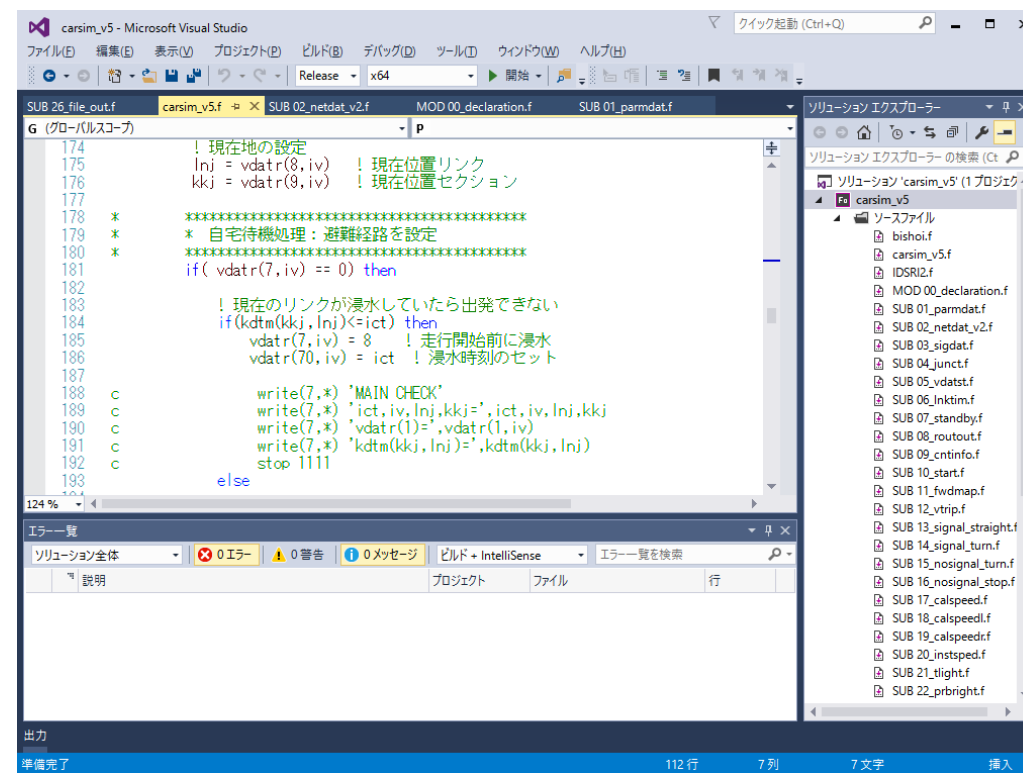 carsim_v5 - Microsoft Visual Studio
クイック起動 (Ctrl+Q)
ファイル(F) 編集(E) 表示(V) プロジェクト(P) ビルド(B) デバッグ(D) ツール(T) ウィンドウ(W) ヘルプ(H)
Release x64 開始
SUB 26_file_out.f carsim_v5.f SUB 02_netdat_v2.f MOD 00_declaration.f SUB 01_parmdat.f
G (グローバルスコープ) P
174 ! 現在地の設定
175 lnj = vdatr(8,iv) ! 現在位置リンク
176 kkj = vdatr(9,iv) ! 現在位置セクション
177
178 * ******************************************
179 * * 自宅待機処理：避難経路を設定
180 * ******************************************
181 if( vdatr(7,iv) == 0) then
182
183 ! 現在のリンクが浸水していたら出発できない
184 if(kdtm(kkj,lnj)<=ict) then
185 vdatr(7,iv) = 8 ! 走行開始前に浸水
186 vdatr(70,iv) = ict ! 浸水時刻のセット
187
188 c write(7,*) 'MAIN CHECK'
189 c write(7,*) 'ict,iv,lnj,kkj=',ict,iv,lnj,kkj
190 c write(7,*) 'vdatr(1)=',vdatr(1,iv)
191 c write(7,*) 'kdtm(kkj,lnj)=',kdtm(kkj,lnj)
192 c stop 1111
193 else
124 %
エラー一覧
ソリューション全体 0 エラー 0 警告 0 メッセージ ビルド + IntelliSense エラー一覧を検索
説明 プロジェクト ファイル 行
出力
準備完了 112 行 7 列 7 文字 挿入
ソリューション エクスプローラー
ソリューション エクスプローラー の検索 (Ct
ソリューション 'carsim_v5' (1 プロジェク
carsim_v5
ソースファイル
bishoi.f
carsim_v5.f
IDSRI2.f
MOD 00_declaration.f
SUB 01_parmdat.f
SUB 02_netdat_v2.f
SUB 03_sigdat.f
SUB 04_junct.f
SUB 05_vdatst.f
SUB 06_lnktim.f
SUB 07_standby.f
SUB 08_routout.f
SUB 09_cntinfo.f
SUB 10_start.f
SUB 11_fwdmap.f
SUB 12_vtrip.f
SUB 13_signal_straight.f
SUB 14_signal_turn.f
SUB 15_nosignal_turn.f
SUB 16_nosignal_stop.f
SUB 17_calspeed.f
SUB 18_calspeedl.f
SUB 19_calspeedr.f
SUB 20_instsped.f
SUB 21_tlight.f
SUB 22_prbright.f